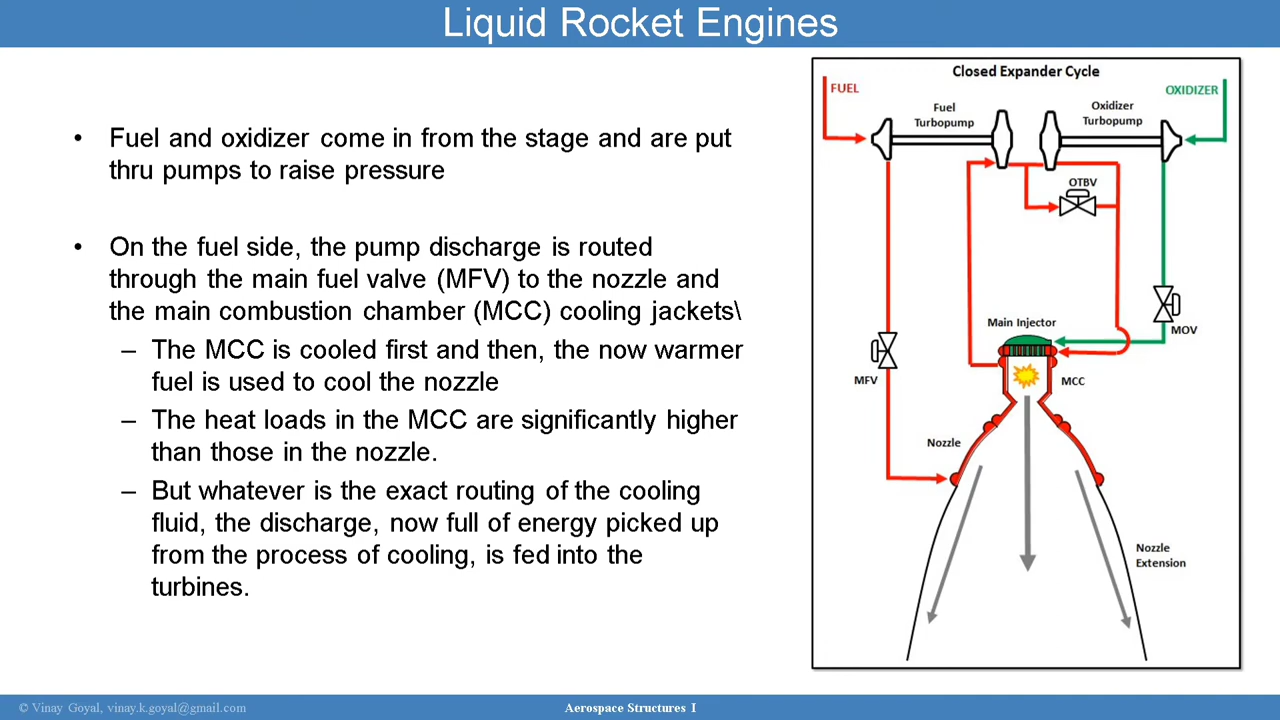 Liquid Rocket Engines
• Fuel and oxidizer come in from the stage and are put
thru pumps to raise pressure
• On the fuel side, the pump discharge is routed
through the main fuel valve (MFV) to the nozzle and
the main combustion chamber (MCC) cooling jackets\
– The MCC is cooled first and then, the now warmer
fuel is used to cool the nozzle
– The heat loads in the MCC are significantly higher
than those in the nozzle.
– But whatever is the exact routing of the cooling
fluid, the discharge, now full of energy picked up
from the process of cooling, is fed into the
turbines.
Closed Expander Cycle
FUEL
OXIDIZER
Fuel
Turbopump
Oxidizer
Turbopump
OTBV
Main Injector
MOV
MFV
MCC
Nozzle
Nozzle
Extension
© Vinay Goyal, vinay.k.goyal@gmail.com
Aerospace Structures I